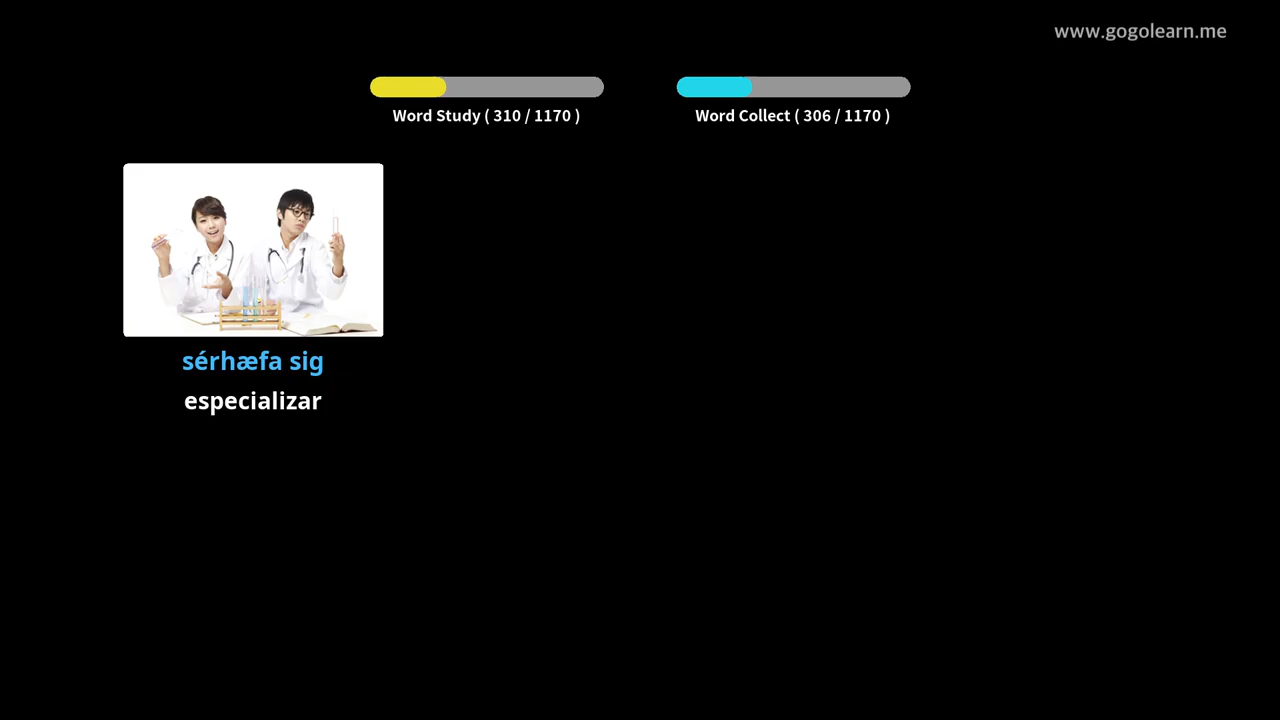 www.gogolearn.me
Word Study ( 310 / 1170 )
Word Collect ( 306 / 1170 )
sérhæfa sig
especializar